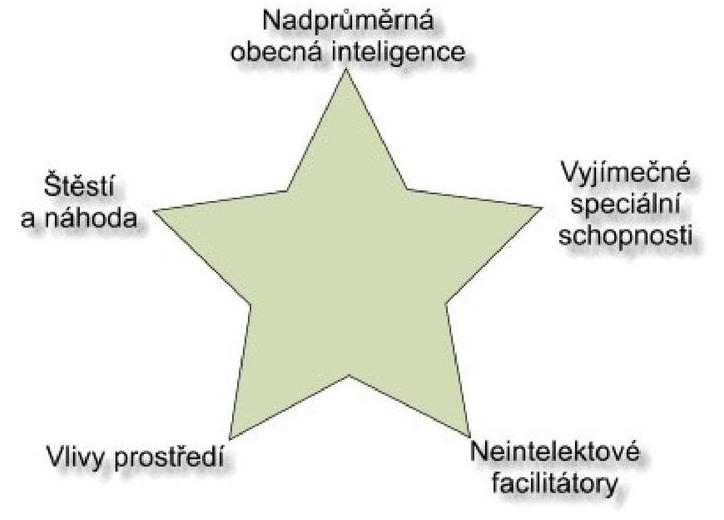 Nadprůměrná
obecná inteligence
Štěstí
a náhoda
Vyjímečné
speciální
schopnosti
Vlivy prostředí
Neintelektové
facilitátory